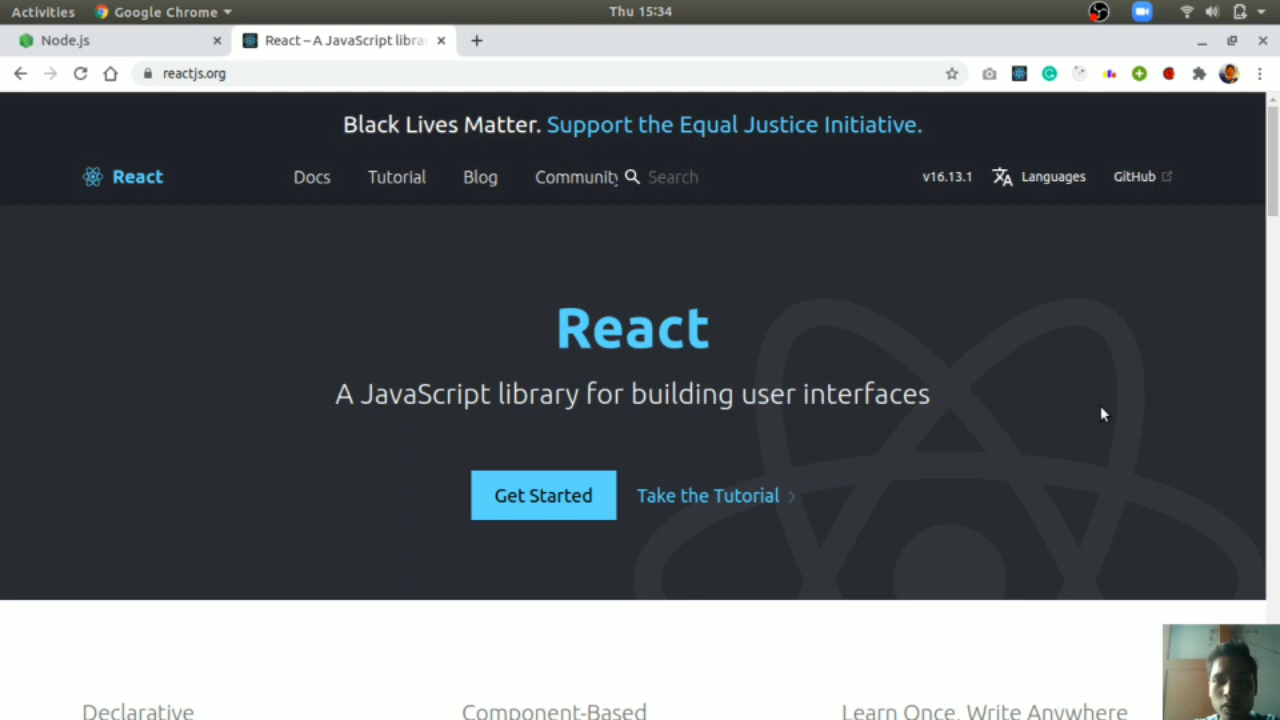 Activities Google Chrome Thu 15:34
Node.js React – A JavaScript libra
reactjs.org
Black Lives Matter. Support the Equal Justice Initiative.
React Docs Tutorial Blog Community Search v16.13.1 Languages GitHub
React
A JavaScript library for building user interfaces
Get Started Take the Tutorial
Declarative Component-Based Learn Once, Write Anywhere